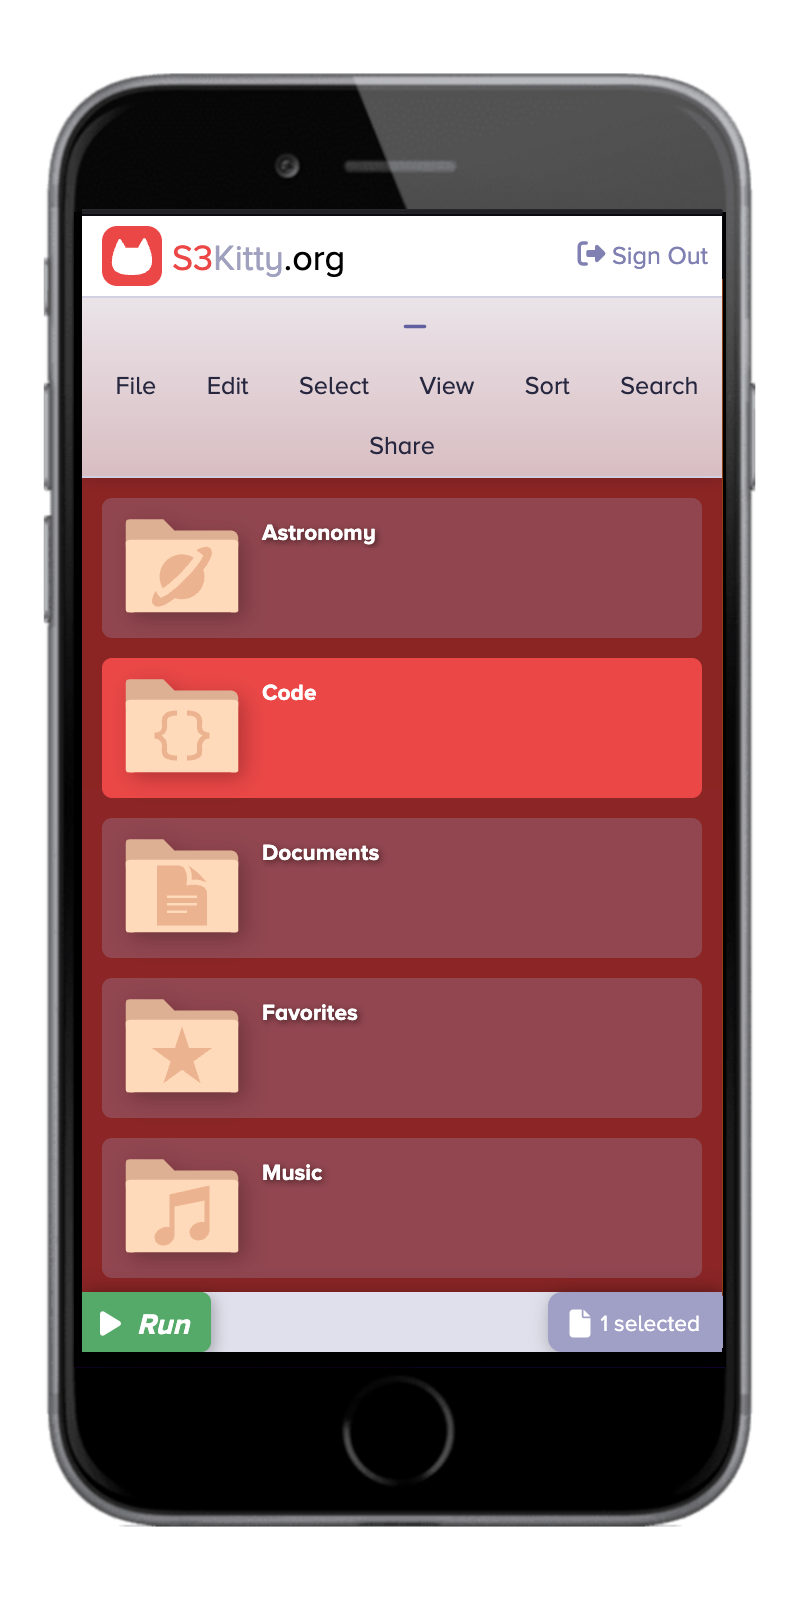 S3Kitty.org
Sign Out
File Edit Select View Sort Search
Share
Astronomy
Code
Documents
Favorites
Music
Run
1 selected